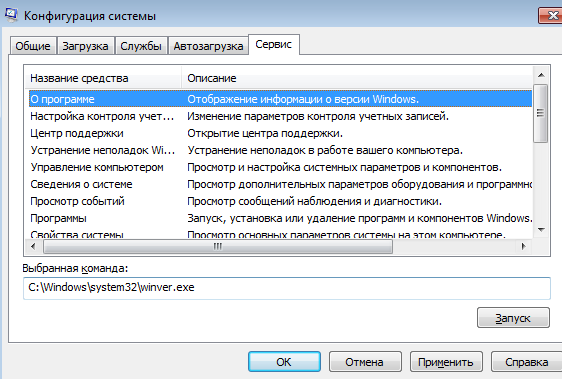 Конфигурация системы
Общие Загрузка Службы Автозагрузка Сервис
Название средства Описание
О программе Отображение информации о версии Windows.
Настройка контроля учет... Изменение параметров контроля учетных записей.
Центр поддержки Открытие центра поддержки.
Устранение неполадок Wi... Устранение неполадок в работе вашего компьютера.
Управление компьютером Просмотр и настройка системных параметров и компонентов.
Сведения о системе Просмотр дополнительных параметров оборудования и программно
Просмотр событий Просмотр сообщений наблюдения и диагностики.
Программы Запуск, установка или удаление программ и компонентов Windows.
Свойства системы Просмотр основных параметров системы на этом компьютере.
Выбранная команда:
C:\Windows\system32\winver.exe
Запуск
ОК Отмена Применить Справка